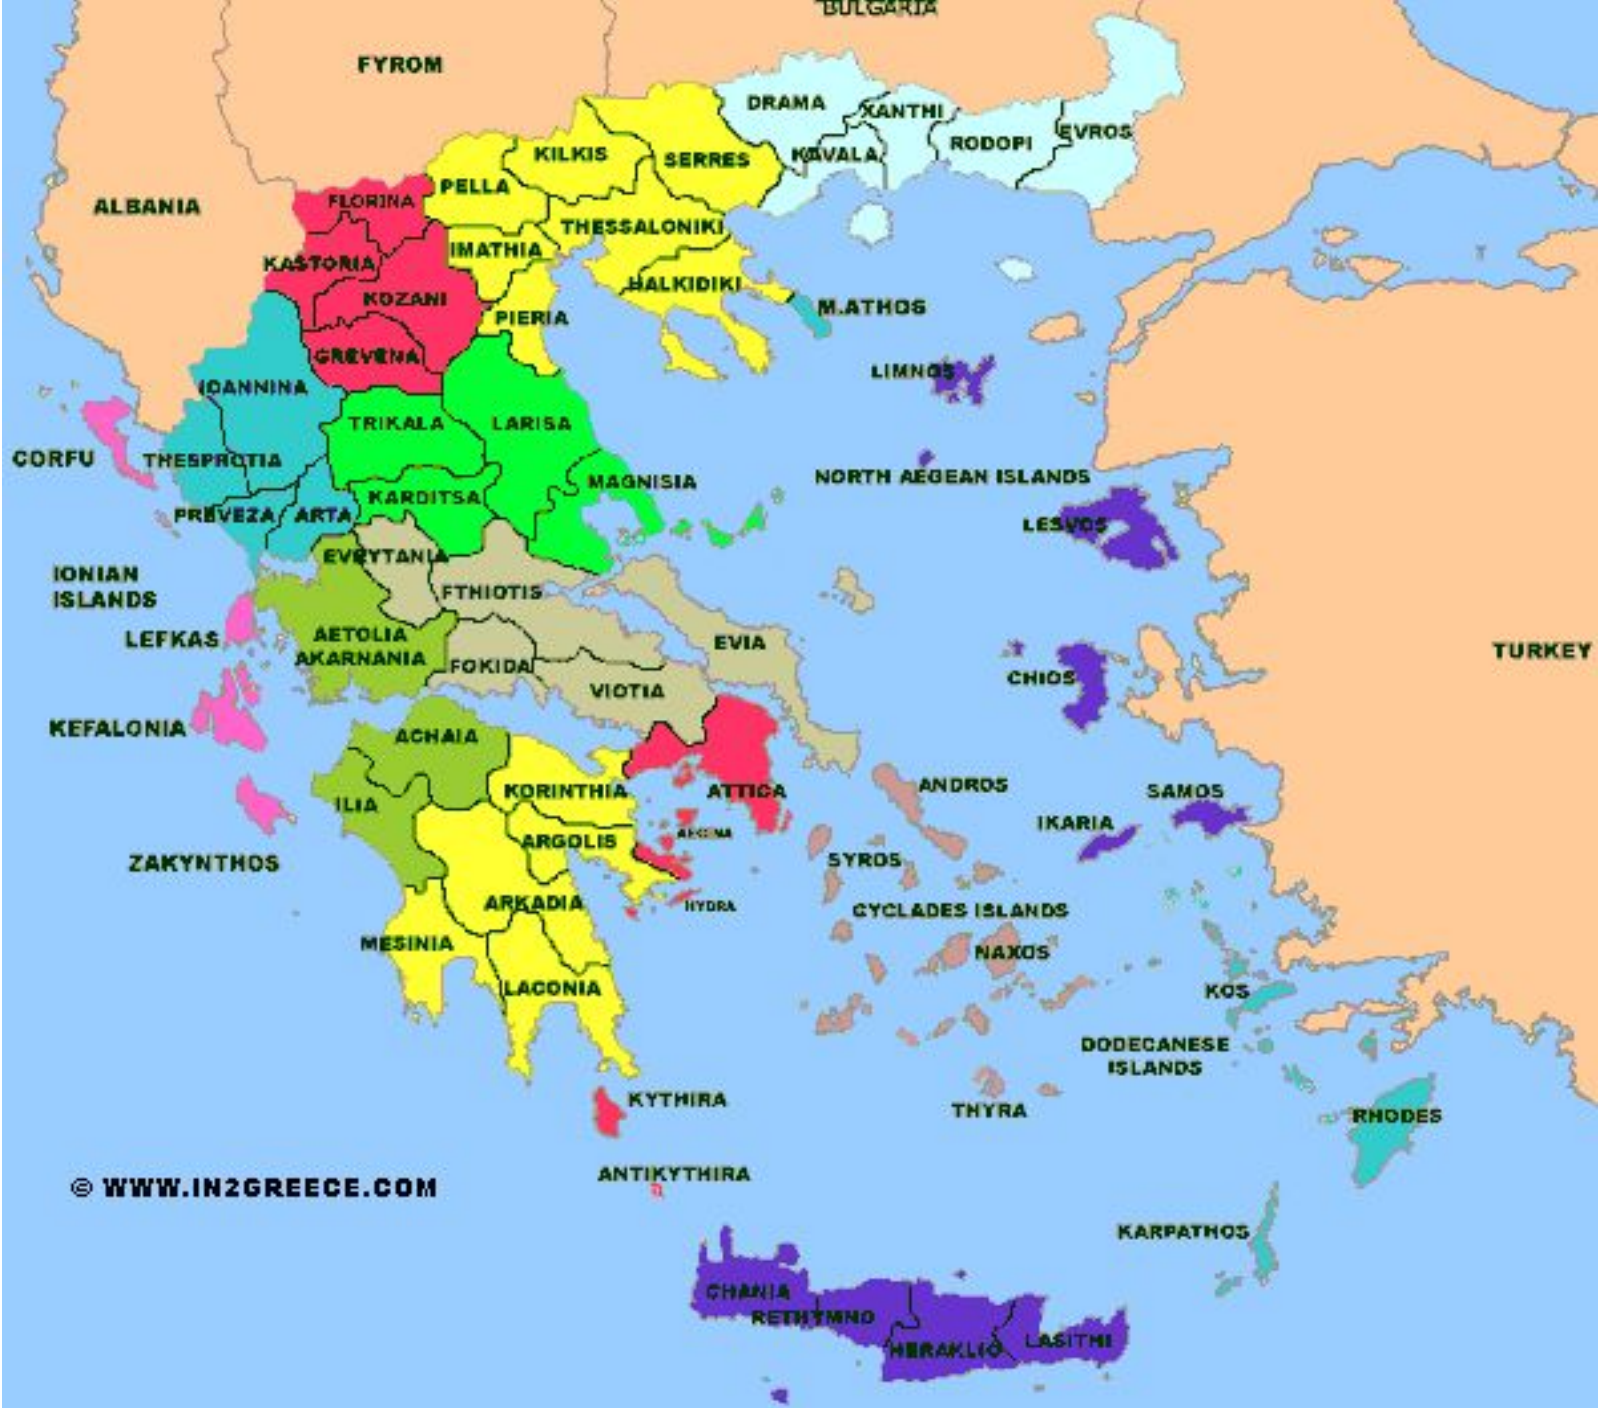 BULGARIA
FYROM
DRAMA
XANTHI
EVROS
RODOPI
KAVALA
KILKIS
SERRES
PELLA
ALBANIA
FLORINA
THESSALONIKI
IMATHIA
KASTORIA
HALKIDIKI
KOZANI
M.ATHOS
PIERIA
GREVENA
LIMNOS
IOANNINA
TRIKALA
LARISA
CORFU
THESPROTIA
NORTH AEGEAN ISLANDS
MAGNISIA
KARDITSA
PREVEZA
ARTA
LESVOS
EVRYTANIA
IONIAN
ISLANDS
FTHIOTIS
LEFKAS
AETOLIA
AKARNANIA
EVIA
TURKEY
FOKIDA
CHIOS
VIOTIA
KEFALONIA
ACHAIA
ANDROS
KORINTHIA
ATTICA
SAMOS
ILIA
IKARIA
AEGINA
ARGOLIS
ZAKYNTHOS
SYROS
ARKADIA
HYDRA
CYCLADES ISLANDS
MESINIA
NAXOS
LACONIA
KOS
DODECANESE
ISLANDS
KYTHIRA
THYRA
RHODES
ANTIKYTHIRA
© WWW.IN2GREECE.COM
KARPATHOS
CHANIA
RETHYMNO
HERAKLIO
LASITHI